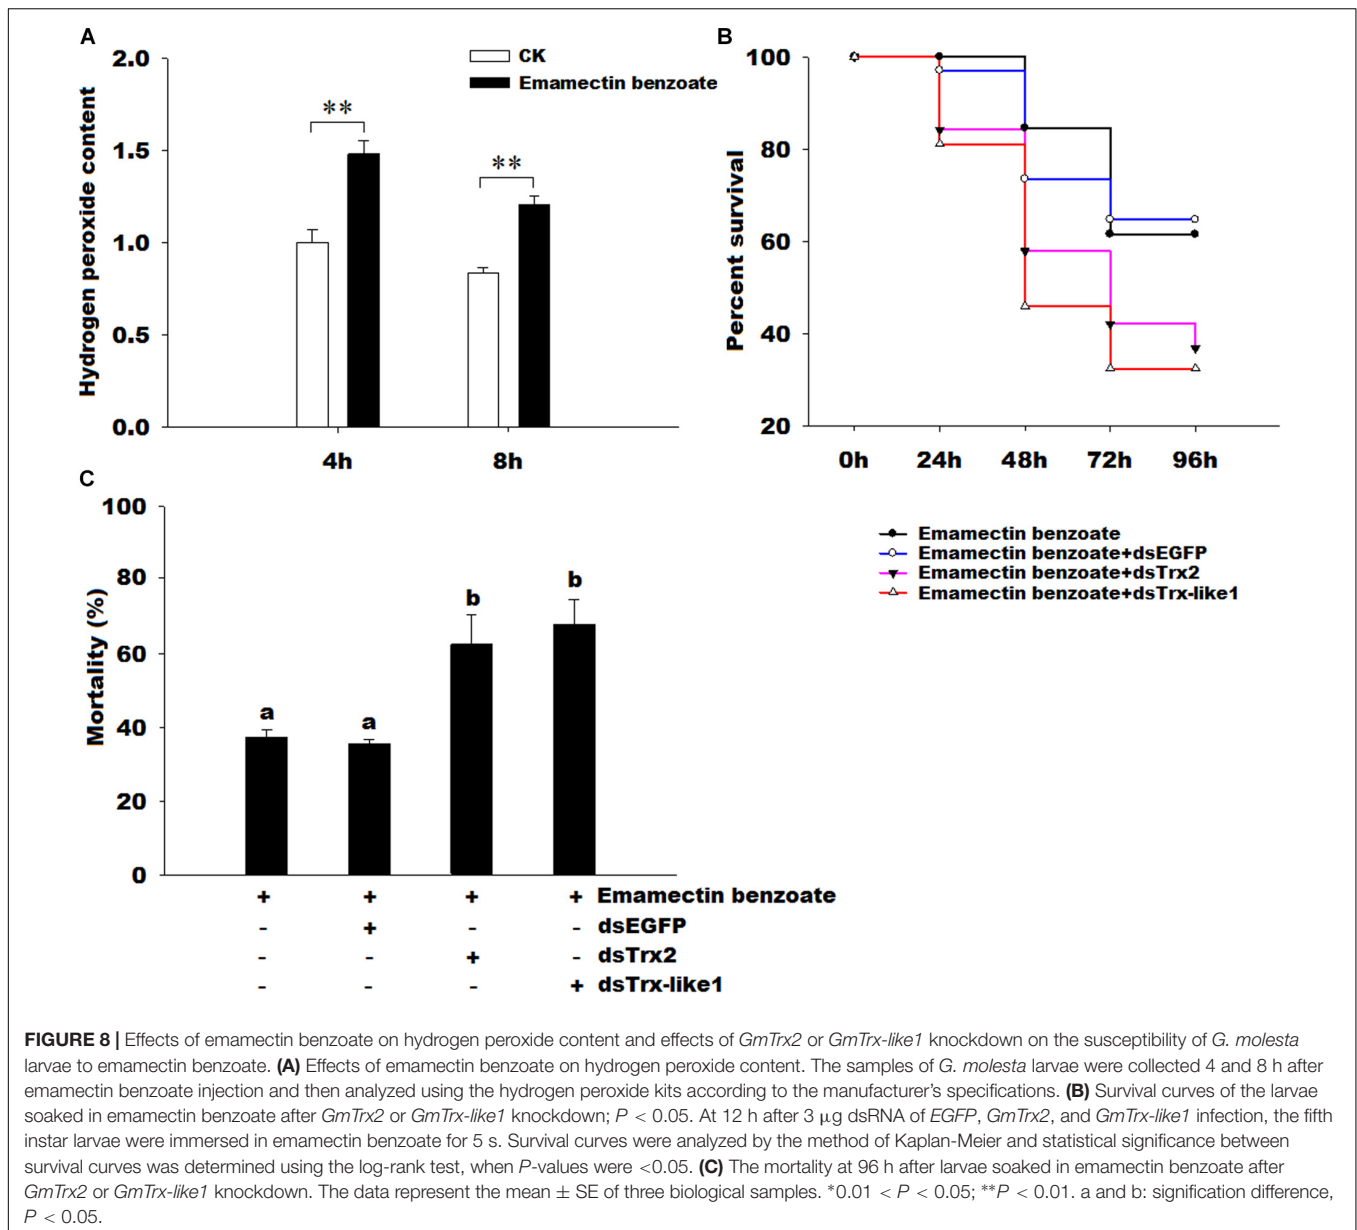 A
Hydrogen peroxide content
2.0
1.5
1.0
0.5
0.0
CK
Emamectin benzoate
**
**
4h
8h
B
Percent survival
100
80
60
40
20
0h
24h
48h
72h
96h
Emamectin benzoate
Emamectin benzoate+dsEGFP
Emamectin benzoate+dsTrx2
Emamectin benzoate+dsTrx-like1
C
Mortality (%)
100
80
60
40
20
0
a
a
b
b
+ + + + Emamectin benzoate
- + - - dsEGFP
- - + - dsTrx2
- - - + dsTrx-like1
FIGURE 8 | Effects of emamectin benzoate on hydrogen peroxide content and effects of GmTrx2 or GmTrx-like1 knockdown on the susceptibility of G. molesta
larvae to emamectin benzoate. (A) Effects of emamectin benzoate on hydrogen peroxide content. The samples of G. molesta larvae were collected 4 and 8 h after
emamectin benzoate injection and then analyzed using the hydrogen peroxide kits according to the manufacturer's specifications. (B) Survival curves of the larvae
soaked in emamectin benzoate after GmTrx2 or GmTrx-like1 knockdown; P < 0.05. At 12 h after 3 μg dsRNA of EGFP, GmTrx2, and GmTrx-like1 infection, the fifth
instar larvae were immersed in emamectin benzoate for 5 s. Survival curves were analyzed by the method of Kaplan-Meier and statistical significance between
survival curves was determined using the log-rank test, when P-values were <0.05. (C) The mortality at 96 h after larvae soaked in emamectin benzoate after
GmTrx2 or GmTrx-like1 knockdown. The data represent the mean ± SE of three biological samples. *0.01 < P < 0.05; **P < 0.01. a and b: signification difference,
P < 0.05.